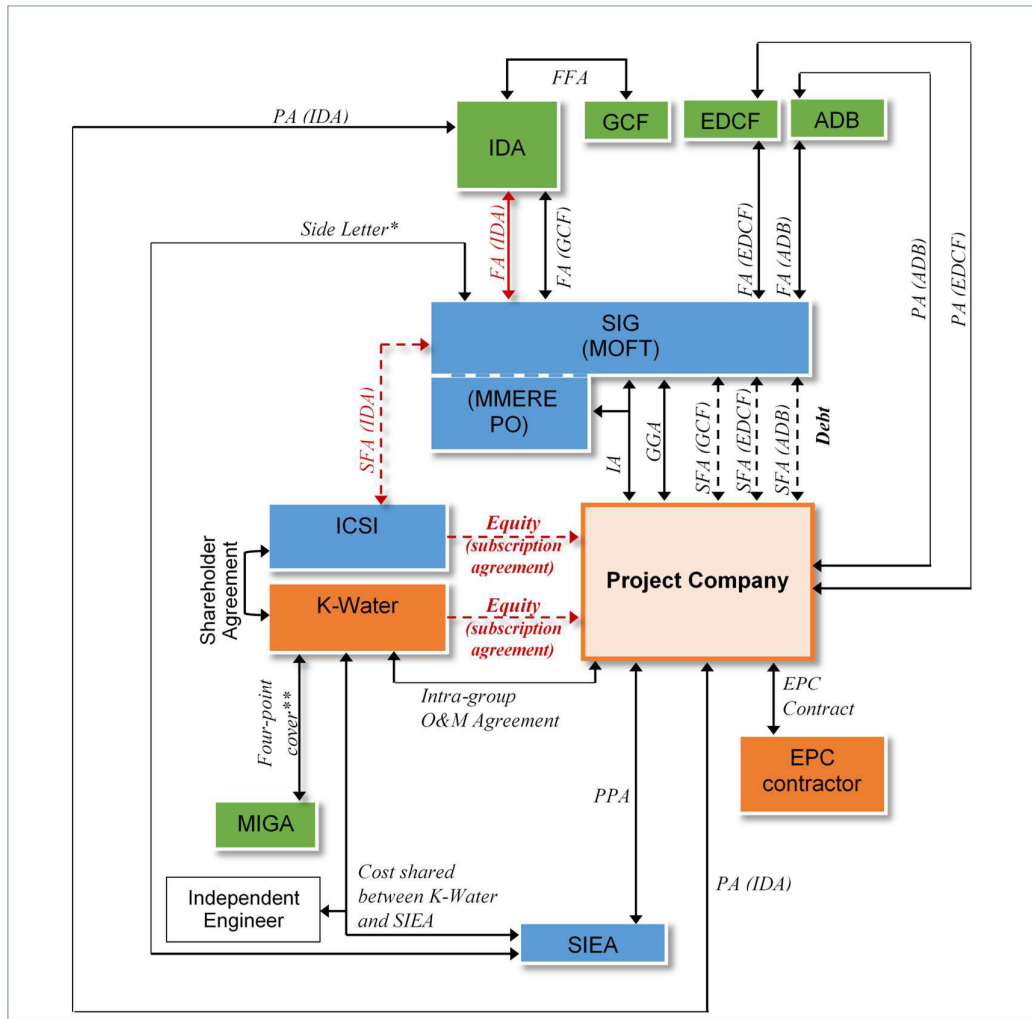 FFA
PA (IDA)
IDA
GCF
EDCF
ADB
Side Letter*
FA (IDA)
FA (GCF)
FA (EDCF)
FA (ADB)
PA (ADB)
PA (EDCF)
SIG
(MOFT)
(MMERE
PO)
SFA (IDA)
IA
GGA
SFA (GCF)
SFA (EDCF)
SFA (ADB)
Debt
ICSI
Equity
(subscription
agreement)
Project Company
Shareholder
Agreement
K-Water
Equity
(subscription
agreement)
Four-point
cover**
Intra-group
O&M Agreement
EPC
Contract
EPC
contractor
PPA
MIGA
Cost shared
between K-Water
and SIEA
PA (IDA)
Independent
Engineer
SIEA